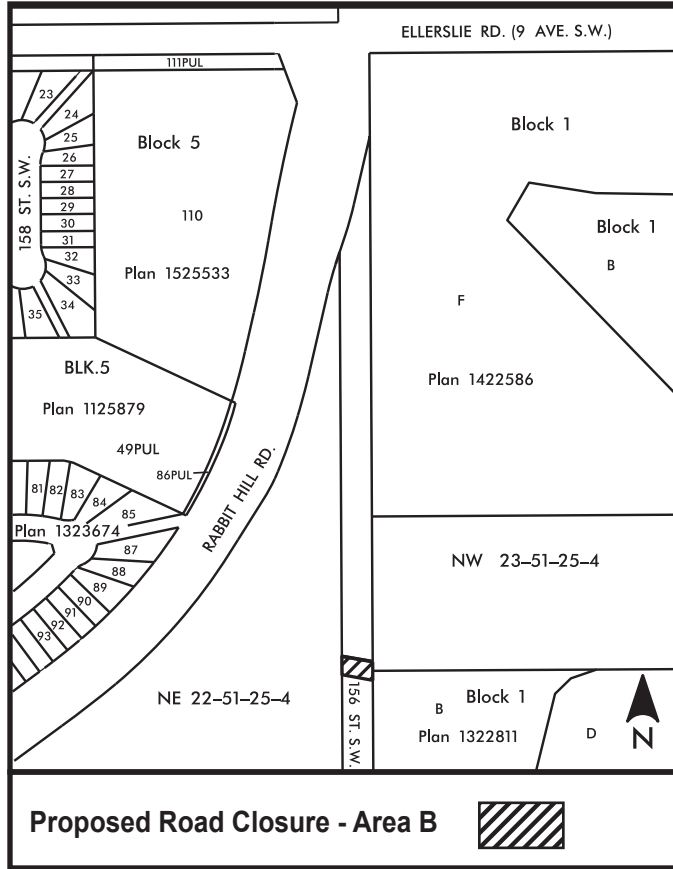 ELLERSLIE RD. (9 AVE. S.W.)
111PUL
23
24
25
26
27
28
29
30
31
32
33
34
35
158 ST. S.W.
Block 5
110
Plan 1525533
Block 1
Block 1
B
F
Plan 1422586
BLK.5
Plan 1125879
49PUL
86PUL
81
82
83
84
85
Plan 1323674
87
88
89
90
91
92
93
RABBIT HILL RD.
NW 23–51–25–4
NE 22–51–25–4
156 ST. S.W.
B
Block 1
Plan 1322811
D
N
Proposed Road Closure - Area B